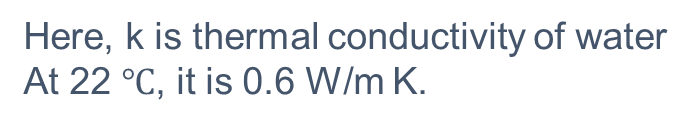 Here, k is thermal conductivity of water
At 22 ℃, it is 0.6 W/m K.